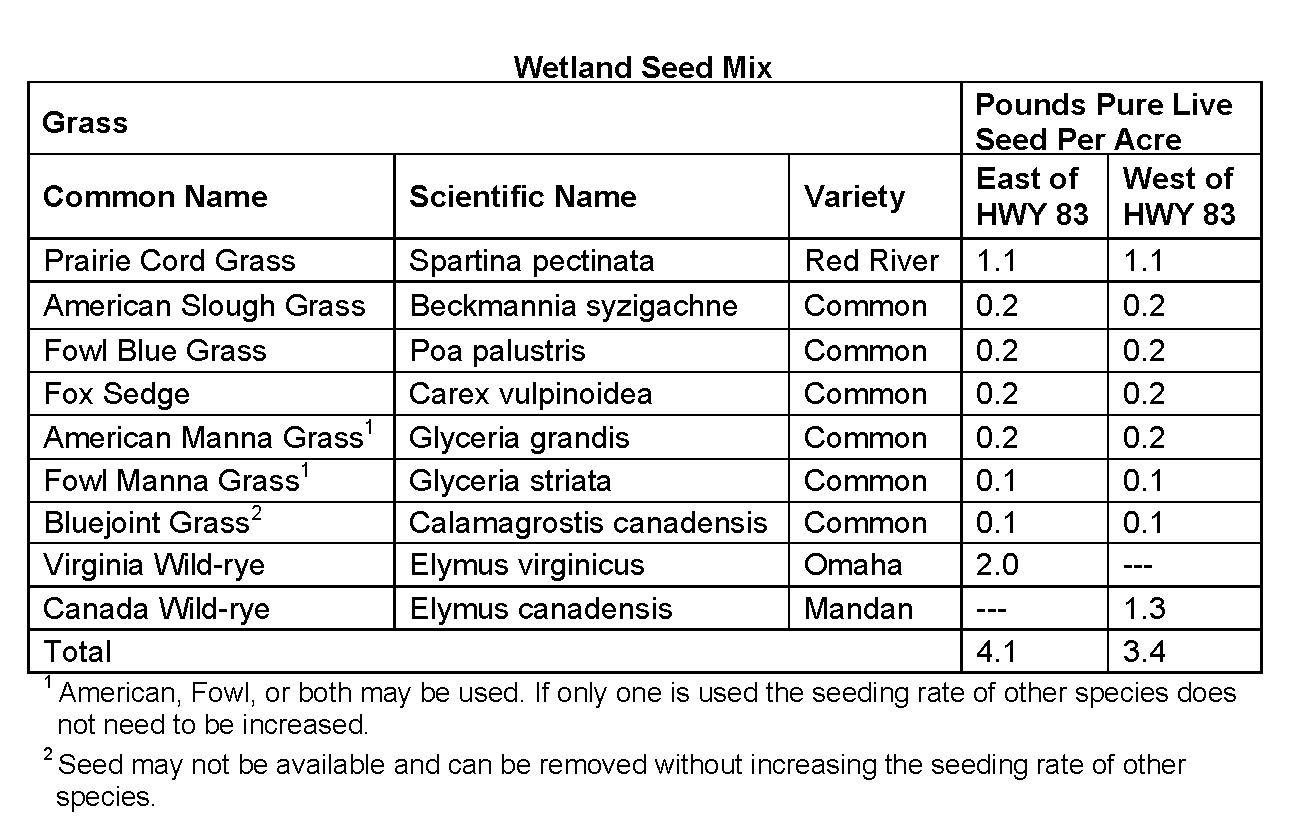 Wetland Seed Mix
Grass Pounds Pure Live
Seed Per Acre
Common Name Scientific Name Variety East of HWY 83 West of HWY 83
Prairie Cord Grass Spartina pectinata Red River 1.1 1.1
American Slough Grass Beckmannia syzigachne Common 0.2 0.2
Fowl Blue Grass Poa palustris Common 0.2 0.2
Fox Sedge Carex vulpinoidea Common 0.2 0.2
American Manna Grass1 Glyceria grandis Common 0.2 0.2
Fowl Manna Grass1 Glyceria striata Common 0.1 0.1
Bluejoint Grass2 Calamagrostis canadensis Common 0.1 0.1
Virginia Wild-rye Elymus virginicus Omaha 2.0 ---
Canada Wild-rye Elymus canadensis Mandan --- 1.3
Total 4.1 3.4
1 American, Fowl, or both may be used. If only one is used the seeding rate of other species does
not need to be increased.
2 Seed may not be available and can be removed without increasing the seeding rate of other
species.